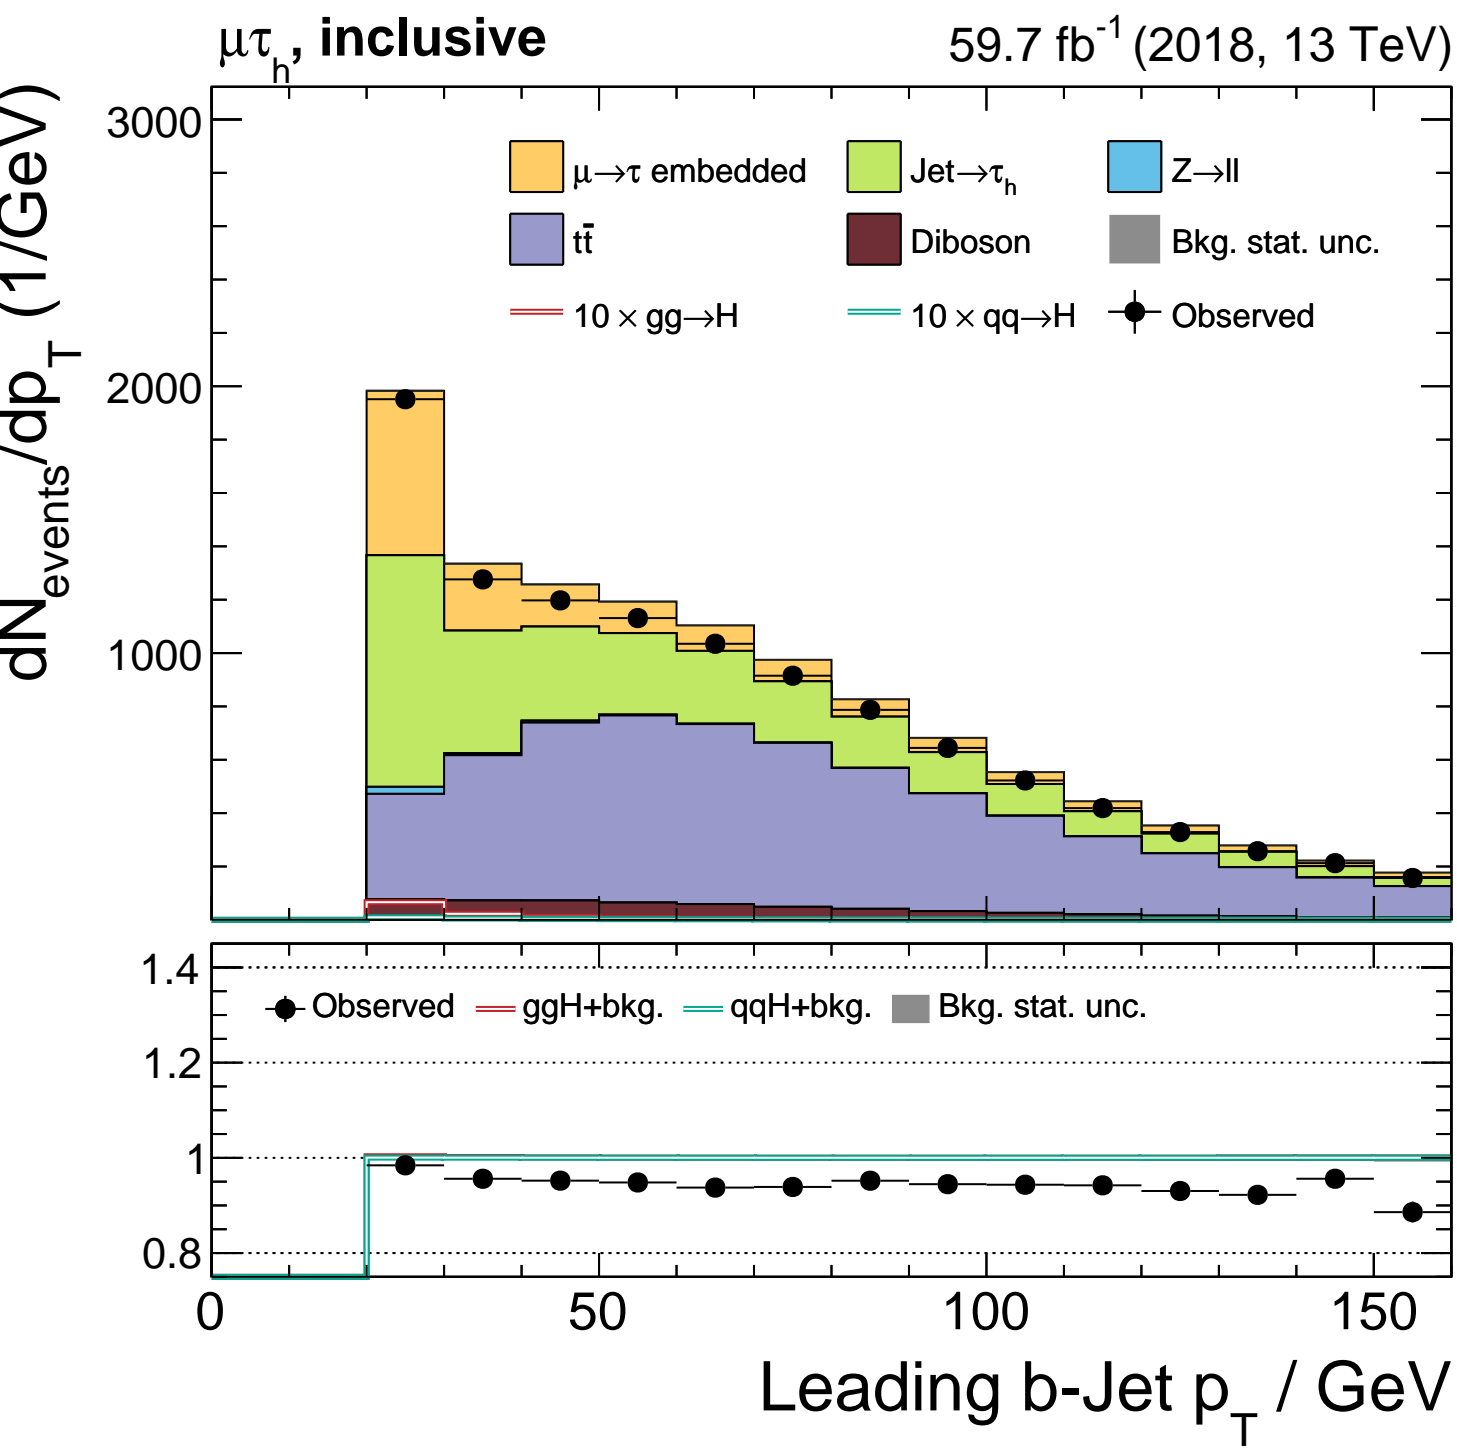 μτh, inclusive 59.7 fb-1 (2018, 13 TeV)
dNevents/dpT (1/GeV)
3000
2000
1000
μ→τ embedded Jet→τh Z→ll
tt̄ Diboson Bkg. stat. unc.
10 × gg→H 10 × qq→H Observed
1.4
1.2
1
0.8
Observed ggH+bkg. qqH+bkg. Bkg. stat. unc.
0 50 100 150
Leading b-Jet pT / GeV